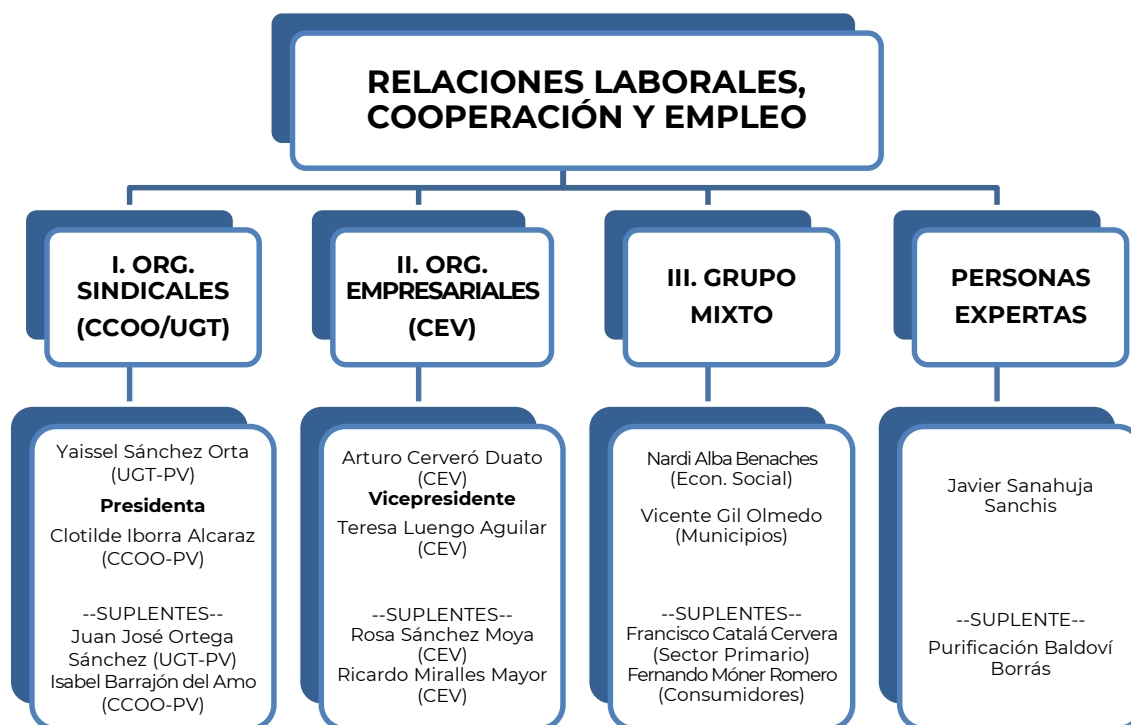 RELACIONES LABORALES,
COOPERACIÓN Y EMPLEO
I. ORG.
SINDICALES
(CCOO/UGT)
II. ORG.
EMPRESARIALES
(CEV)
III. GRUPO
MIXTO
PERSONAS
EXPERTAS
Yaissel Sánchez Orta
(UGT-PV)
Presidenta
Clotilde Iborra Alcaraz
(CCOO-PV)
--SUPLENTES--
Juan José Ortega
Sánchez (UGT-PV)
Isabel Barrajón del Amo
(CCOO-PV)
Arturo Cerveró Duato
(CEV)
Vicepresidente
Teresa Luengo Aguilar
(CEV)
--SUPLENTES--
Rosa Sánchez Moya
(CEV)
Ricardo Miralles Mayor
(CEV)
Nardi Alba Benaches
(Econ. Social)
Vicente Gil Olmedo
(Municipios)
--SUPLENTES--
Francisco Catalá Cervera
(Sector Primario)
Fernando Móner Romero
(Consumidores)
Javier Sanahuja
Sanchis
--SUPLENTE--
Purificación Baldoví
Borrás